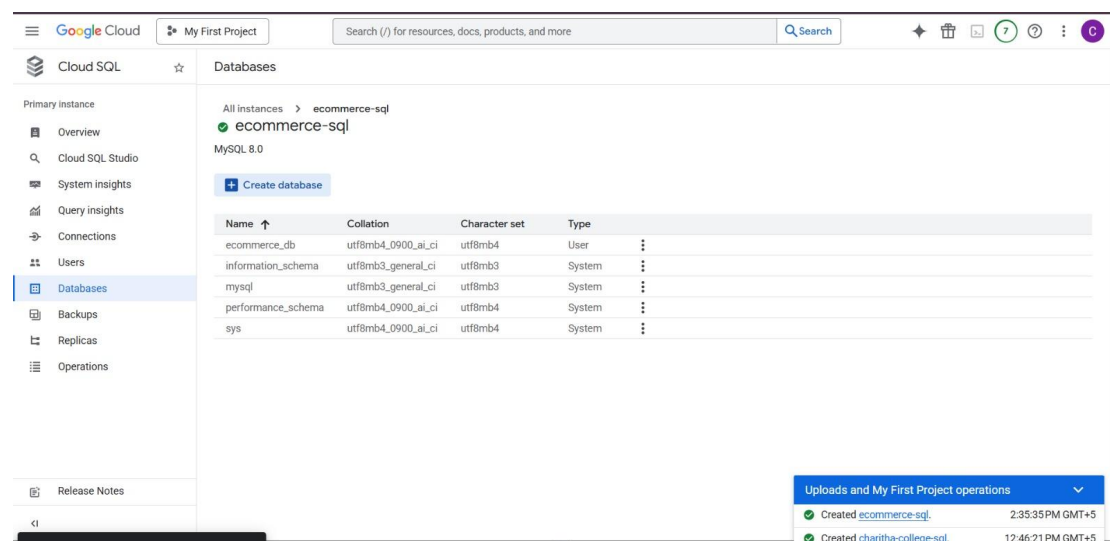 Google Cloud My First Project Search (/) for resources, docs, products, and more Search 7 C
Cloud SQL Databases
Primary instance
Overview
Cloud SQL Studio
System insights
Query insights
Connections
Users
Databases
Backups
Replicas
Operations
Release Notes
All instances > ecommerce-sql
ecommerce-sql
MySQL 8.0
Create database
Name Collation Character set Type
ecommerce_db utf8mb4_0900_ai_ci utf8mb4 User
information_schema utf8mb3_general_ci utf8mb3 System
mysql utf8mb3_general_ci utf8mb3 System
performance_schema utf8mb4_0900_ai_ci utf8mb4 System
sys utf8mb4_0900_ai_ci utf8mb4 System
Uploads and My First Project operations
Created ecommerce-sql. 2:35:35 PM GMT+5
Created charitha-college-sql. 12:46:21 PM GMT+5